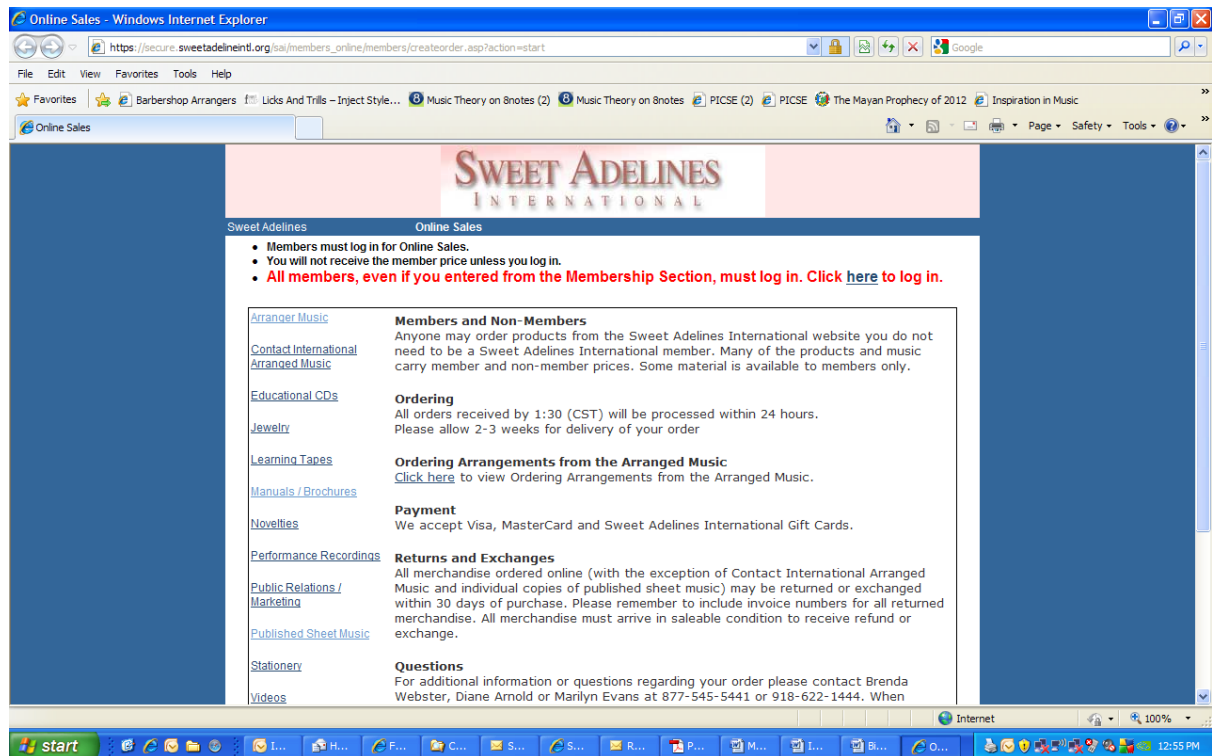 Online Sales - Windows Internet Explorer
https://secure.sweetadelineintl.org/sai/members_online/members/createorder.asp?action=start
Google
File Edit View Favorites Tools Help
Favorites Barbershop Arrangers Licks And Trills – Inject Style... Music Theory on 8notes (2) Music Theory on 8notes PICSE (2) PICSE The Mayan Prophecy of 2012 Inspiration in Music
Online Sales
Page Safety Tools
SWEET ADELINES
INTERNATIONAL
Sweet Adelines Online Sales
• Members must log in for Online Sales.
• You will not receive the member price unless you log in.
• All members, even if you entered from the Membership Section, must log in. Click here to log in.
Arranger Music
Contact International
Arranged Music
Educational CDs
Jewelry
Learning Tapes
Manuals / Brochures
Novelties
Performance Recordings
Public Relations /
Marketing
Published Sheet Music
Stationery
Videos
Members and Non-Members
Anyone may order products from the Sweet Adelines International website you do not
need to be a Sweet Adelines International member. Many of the products and music
carry member and non-member prices. Some material is available to members only.
Ordering
All orders received by 1:30 (CST) will be processed within 24 hours.
Please allow 2-3 weeks for delivery of your order
Ordering Arrangements from the Arranged Music
Click here to view Ordering Arrangements from the Arranged Music.
Payment
We accept Visa, MasterCard and Sweet Adelines International Gift Cards.
Returns and Exchanges
All merchandise ordered online (with the exception of Contact International Arranged
Music and individual copies of published sheet music) may be returned or exchanged
within 30 days of purchase. Please remember to include invoice numbers for all returned
merchandise. All merchandise must arrive in saleable condition to receive refund or
exchange.
Questions
For additional information or questions regarding your order please contact Brenda
Webster, Diane Arnold or Marilyn Evans at 877-545-5441 or 918-622-1444. When
Internet 100%
start I... H... F... C... S... S... R... P... M... I... Bi... O... 12:55 PM